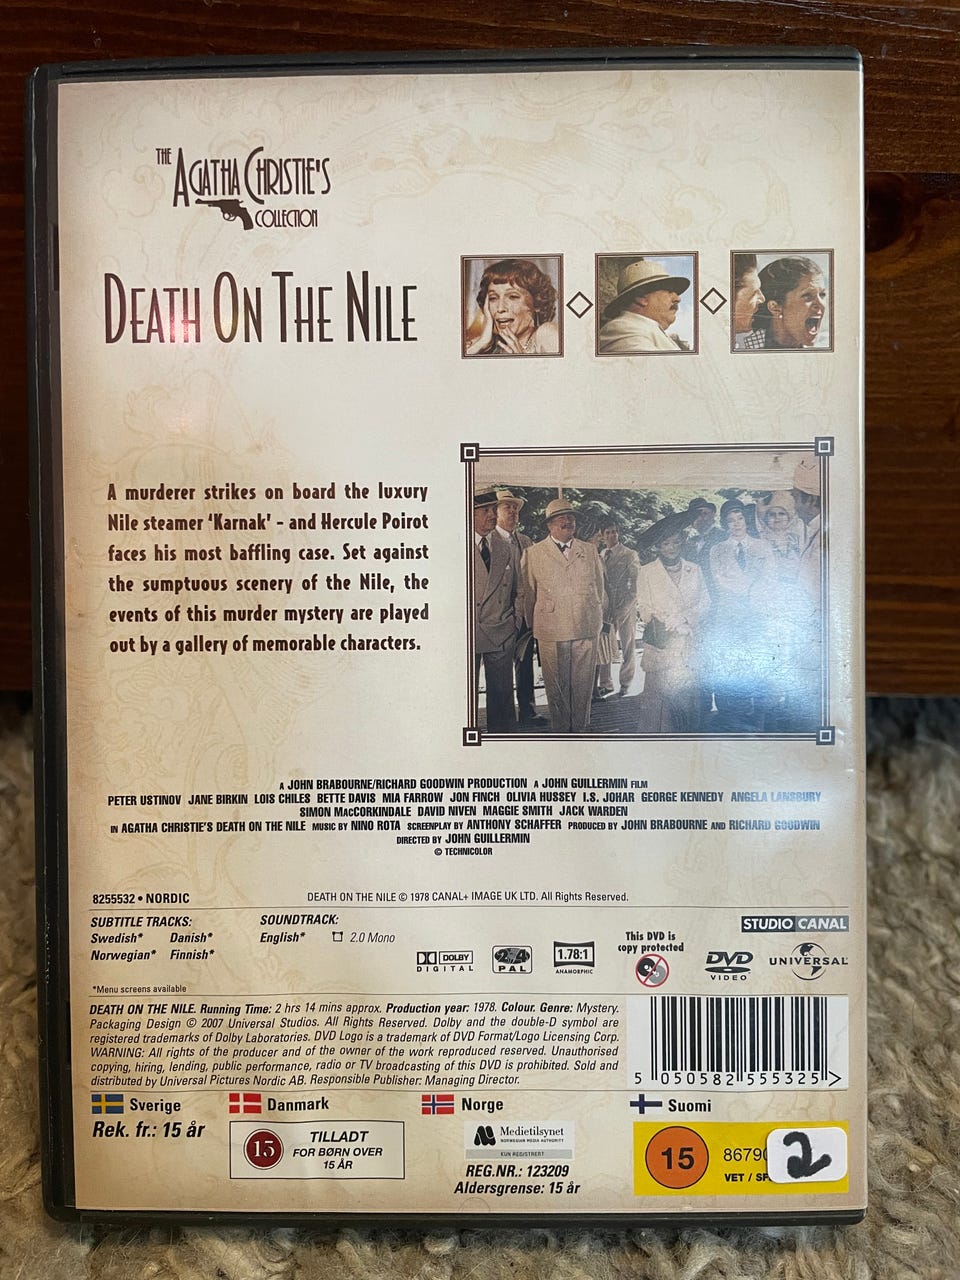 THE
AGATHA CHRISTIE'S
COLLECTION
DEATH ON THE NILE
A murderer strikes on board the luxury
Nile steamer 'Karnak' - and Hercule Poirot
faces his most baffling case. Set against
the sumptuous scenery of the Nile, the
events of this murder mystery are played
out by a gallery of memorable characters.
A JOHN BRABOURNE/RICHARD GOODWIN PRODUCTION A JOHN GUILLERMIN FILM
PETER USTINOV JANE BIRKIN LOIS CHILES BETTE DAVIS MIA FARROW JON FINCH OLIVIA HUSSEY I.S. JOHAR GEORGE KENNEDY ANGELA LANSBURY
SIMON MacCORKINDALE DAVID NIVEN MAGGIE SMITH JACK WARDEN
IN AGATHA CHRISTIE'S DEATH ON THE NILE MUSIC BY NINO ROTA SCREENPLAY BY ANTHONY SCHAFFER PRODUCED BY JOHN BRABOURNE AND RICHARD GOODWIN
DIRECTED BY JOHN GUILLERMIN
© TECHNICOLOR
8255532 • NORDIC
DEATH ON THE NILE © 1978 CANAL+ IMAGE UK LTD. All Rights Reserved.
SUBTITLE TRACKS:
Swedish* Danish*
Norwegian* Finnish*
*Menu screens available
SOUNDTRACK:
English* 2.0 Mono
DOLBY
DIGITAL
2 4
PAL
1.78:1
ANAMORPHIC
This DVD is
copy protected
STUDIO CANAL
DVD
VIDEO
UNIVERSAL
DEATH ON THE NILE. Running Time: 2 hrs 14 mins approx. Production year: 1978. Colour. Genre: Mystery.
Packaging Design © 2007 Universal Studios. All Rights Reserved. Dolby and the double-D symbol are
registered trademarks of Dolby Laboratories. DVD Logo is a trademark of DVD Format/Logo Licensing Corp.
WARNING: All rights of the producer and of the owner of the work reproduced reserved. Unauthorised
copying, hiring, lending, public performance, radio or TV broadcasting of this DVD is prohibited. Sold and
distributed by Universal Pictures Nordic AB. Responsible Publisher: Managing Director.
5 050582 555325 >
Sverige
Rek. fr.: 15 år
Danmark
15
TILLADT
FOR BØRN OVER
15 ÅR
Norge
Medietilsynet
NORWEGIAN MEDIA AUTHORITY
KUN REGISTRERT
REG.NR.: 123209
Aldersgrense: 15 år
Suomi
15
8679
VET / SF
2